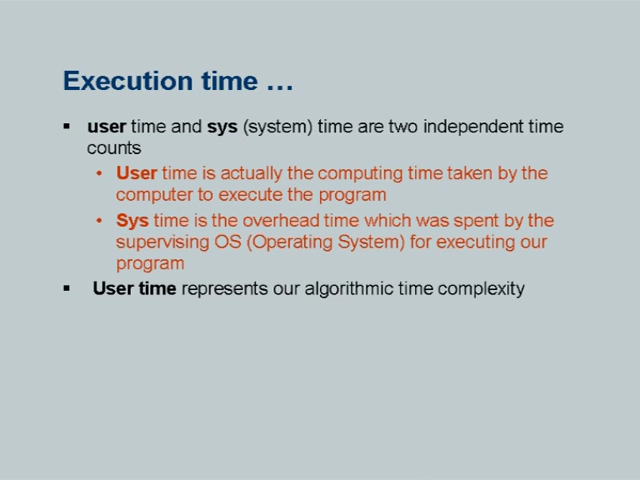 Execution time …
▪ user time and sys (system) time are two independent time
counts
• User time is actually the computing time taken by the
computer to execute the program
• Sys time is the overhead time which was spent by the
supervising OS (Operating System) for executing our
program
▪ User time represents our algorithmic time complexity